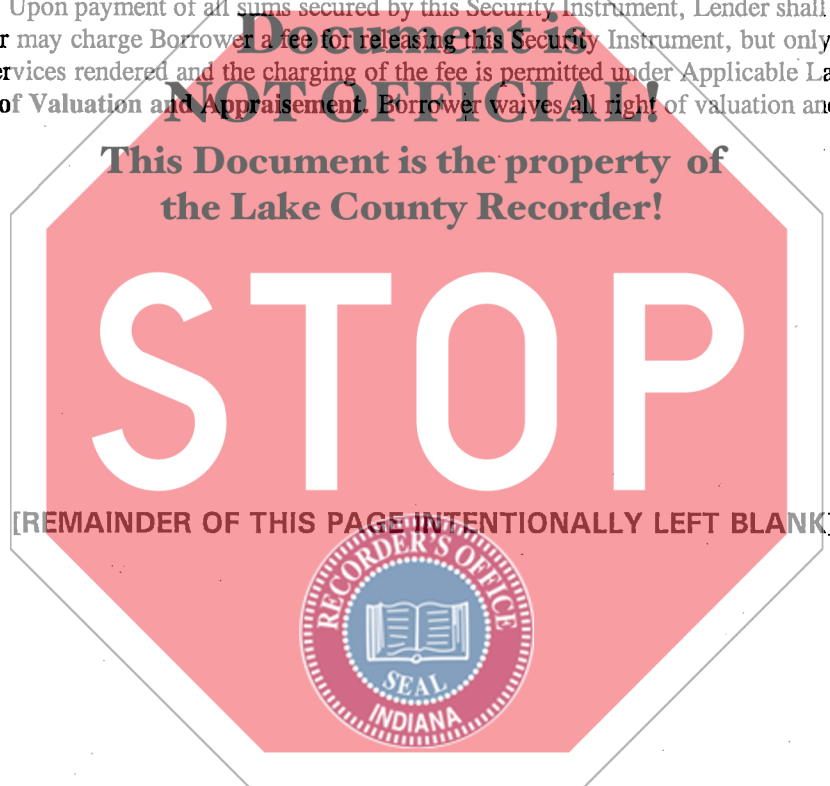 Upon payment of all sums secured by this Security Instrument, Lender shall
Document is
r may charge Borrower a fee for releasing this Security Instrument, but only
rvices rendered and the charging of the fee is permitted under Applicable La
NOT OFFICIAL!
of Valuation and Appraisement. Borrower waives all right of valuation and
This Document is the property of
the Lake County Recorder!
STOP
[REMAINDER OF THIS PAGE INTENTIONALLY LEFT BLANK]
RECORDER'S OFFICE
SEAL
INDIANA